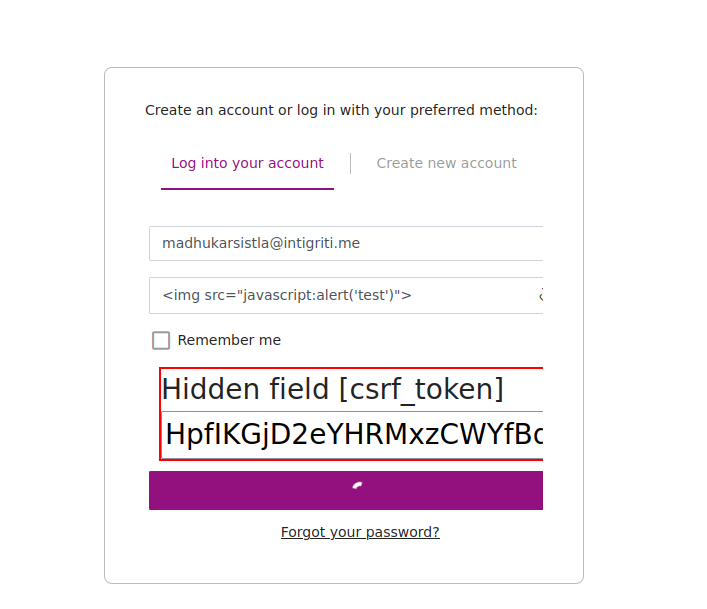 Create an account or log in with your preferred method:
Log into your account
Create new account
madhukarsistla@intigriti.me
<img src="javascript:alert('test')">
Remember me
Hidden field [csrf_token]
HpfIKGjD2eYHRMxzCWYfBc
Forgot your password?